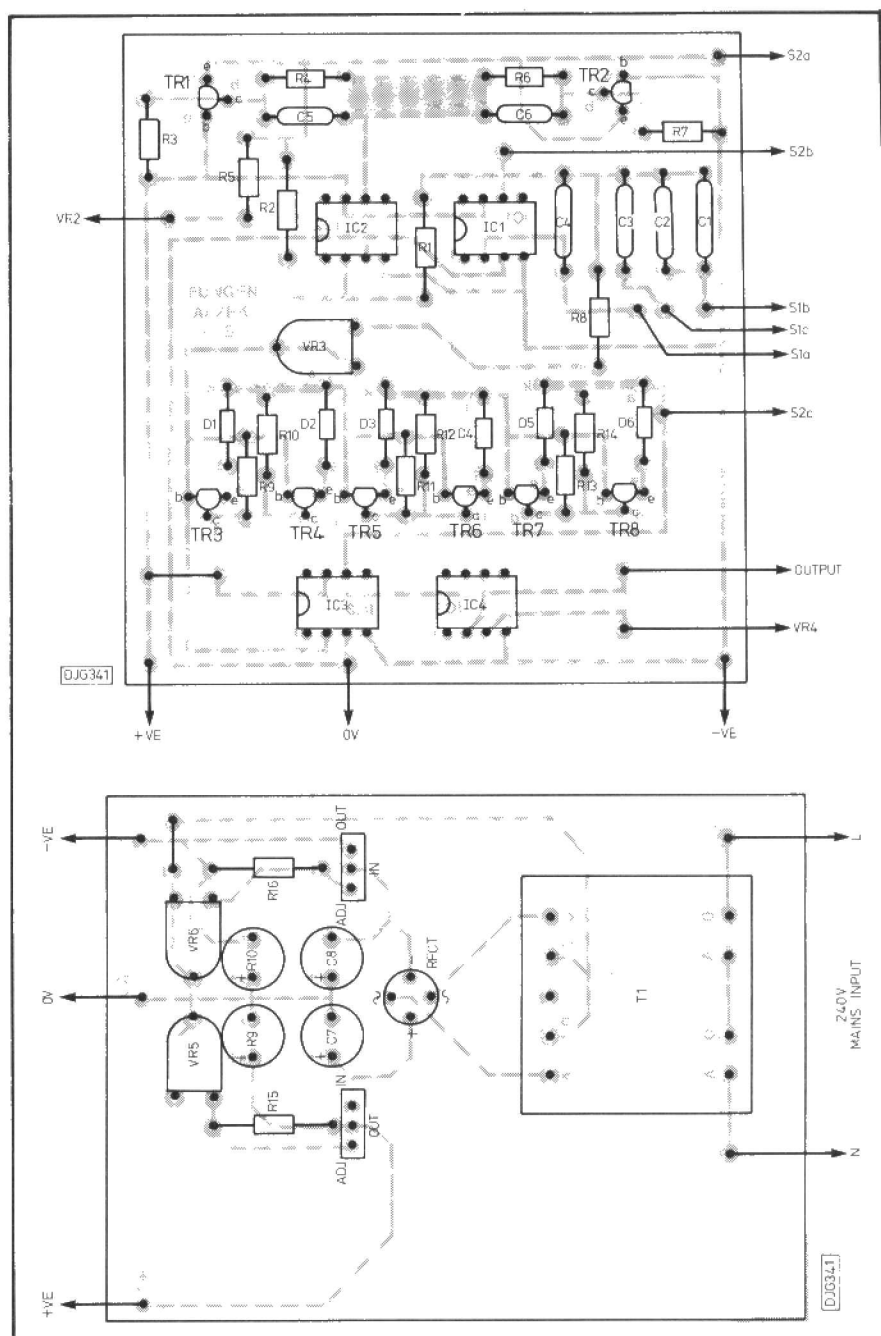 S2a
TR1
e
c
b
R4
C5
R6
C6
TR2
b
c
e
R3
R7
R5
R2
S2b
VR2
IC2
IC1
R1
C4
C3
C2
C1
S1b
S1c
S1a
R8
VR3
D1
R10
D2
D3
R12
D4
D5
R14
D6
S2c
R9
R11
R13
b e
c
b e
c
b e
c
b e
c
b e
c
b e
c
TR3
TR4
TR5
TR6
TR7
TR8
IC3
IC4
OUTPUT
VR4
DJG341
+VE
0V
-VE
-VE
OUT
IN
ADJ
R16
L
VR6
R10
C8
RECT
-
+
0V
T1
240V
MAINS INPUT
VR5
R9
C7
+
+
+
+
R15
IN
OUT
ADJ
N
+VE
DJG341